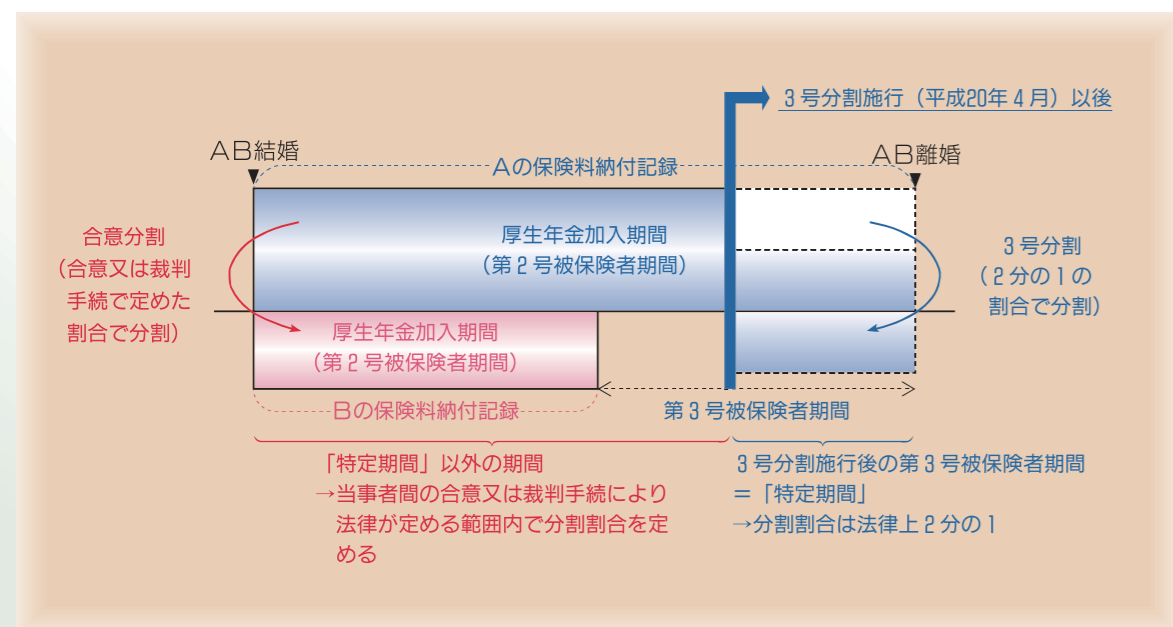 3号分割施行（平成20年4月）以後
AB結婚
Aの保険料納付記録
AB離婚
合意分割
（合意又は裁判
手続で定めた
割合で分割）
厚生年金加入期間
（第2号被保険者期間）
3号分割
（2分の1の
割合で分割）
厚生年金加入期間
（第2号被保険者期間）
Bの保険料納付記録
第3号被保険者期間
「特定期間」以外の期間
→当事者間の合意又は裁判手続により
法律が定める範囲内で分割割合を定
める
3号分割施行後の第3号被保険者期間
＝「特定期間」
→分割割合は法律上2分の1